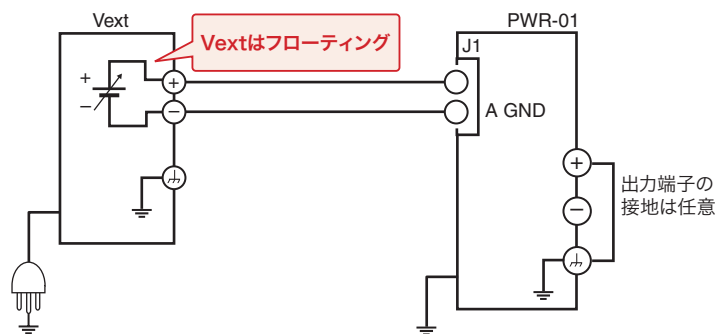 Vext
Vextはフローティング
PWR-01
J1
+
−
+
−
A GND
+
−
出力端子の
接地は任意